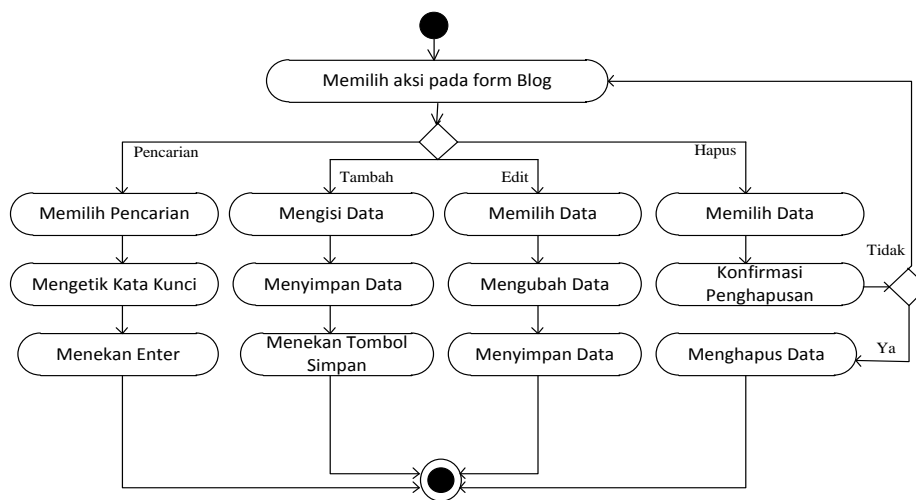 Memilih aksi pada form Blog
Pencarian
Hapus
Tambah
Edit
Memilih Pencarian
Mengisi Data
Memilih Data
Memilih Data
Tidak
Mengetik Kata Kunci
Menyimpan Data
Mengubah Data
Konfirmasi
Penghapusan
Menekan Enter
Menekan Tombol
Simpan
Menyimpan Data
Menghapus Data
Ya